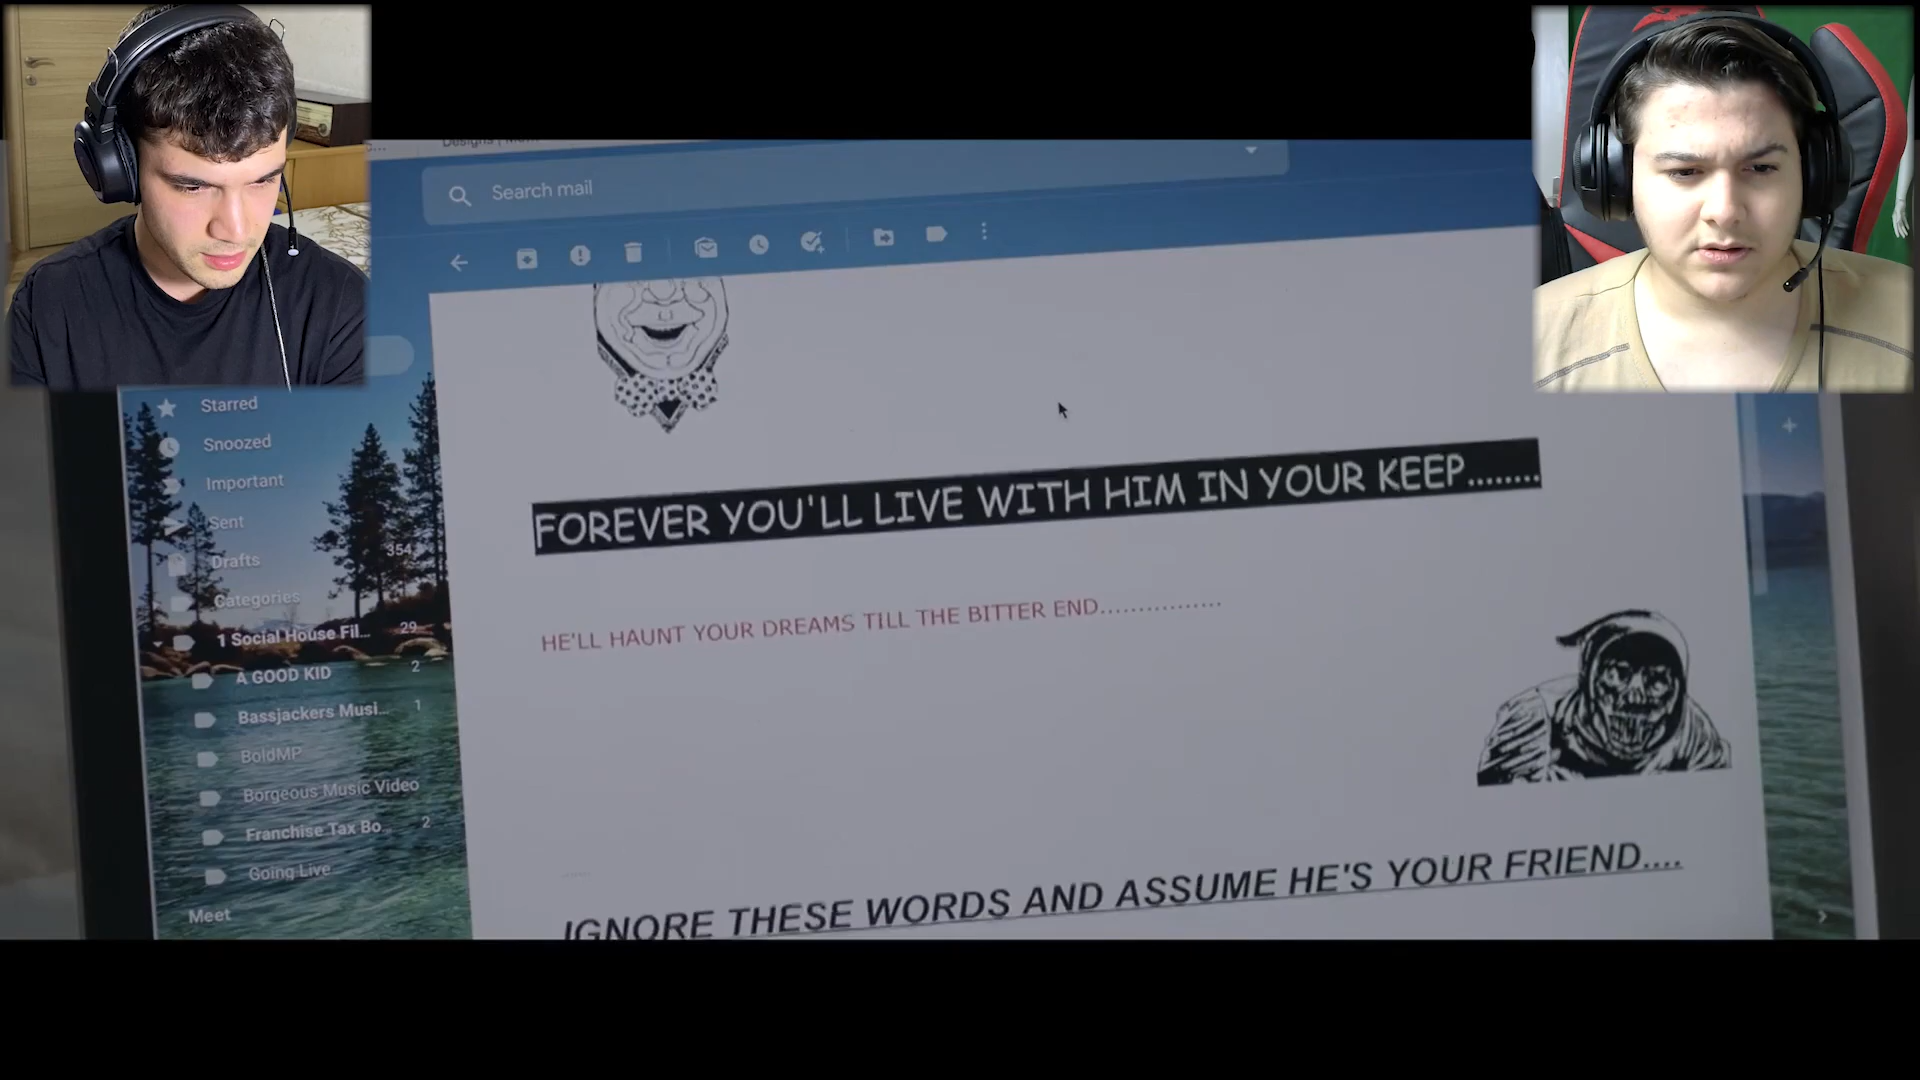 Search mail
Starred
Snoozed
Important
Sent
Drafts
354
Categories
1 Social House Fil...
29
A GOOD KID
2
Bassjackers Musi...
1
BoldMP
Borgeous Music Video
Franchise Tax Bo...
2
Going Live
Meet
FOREVER YOU'LL LIVE WITH HIM IN YOUR KEEP........
HE'LL HAUNT YOUR DREAMS TILL THE BITTER END................
IGNORE THESE WORDS AND ASSUME HE'S YOUR FRIEND....